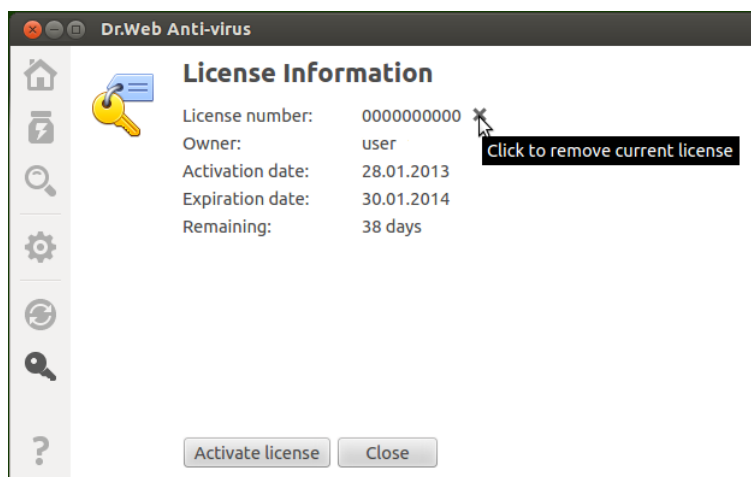 Dr.Web Anti-virus
License Information
License number: 0000000000
Click to remove current license
Owner: user
Activation date: 28.01.2013
Expiration date: 30.01.2014
Remaining: 38 days
Activate license Close
?